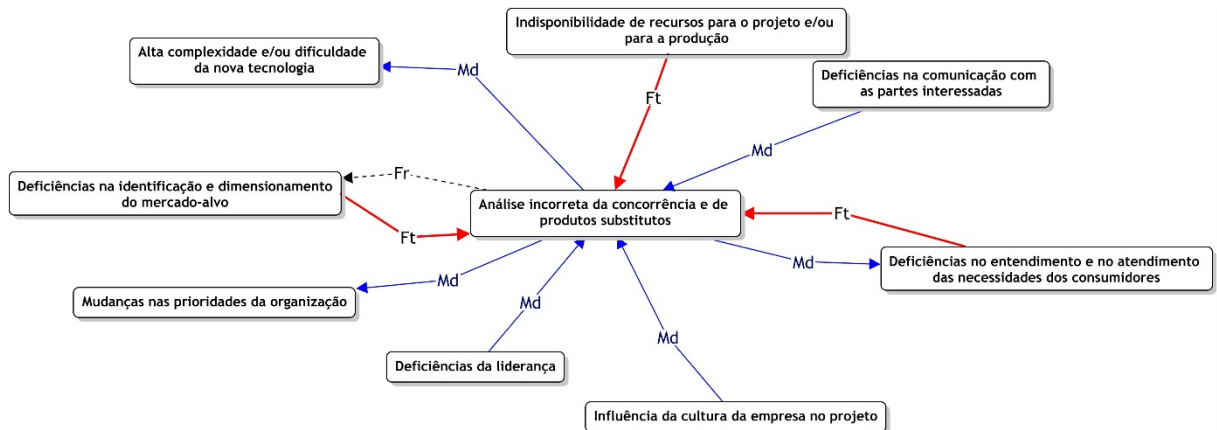 Indisponibilidade de recursos para o projeto e/ou
para a produção
Alta complexidade e/ou dificuldade
da nova tecnologia
Md
Deficiências na comunicação com
as partes interessadas
Ft
Md
Fr
Deficiências na identificação e dimensionamento
do mercado-alvo
Análise incorreta da concorrência e de
produtos substitutos
Ft
Ft
Md
Deficiências no entendimento e no atendimento
das necessidades dos consumidores
Md
Mudanças nas prioridades da organização
Md
Md
Deficiências da liderança
Influência da cultura da empresa no projeto